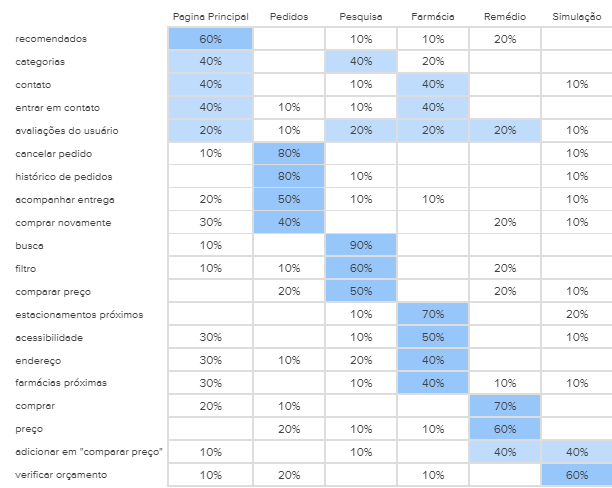 Pagina Principal Pedidos Pesquisa Farmácia Remédio Simulação
recomendados 60% 10% 10% 20%
categorias 40% 40% 20%
contato 40% 10% 40% 10%
entrar em contato 40% 10% 10% 40%
avaliações do usuário 20% 10% 20% 20% 20% 10%
cancelar pedido 10% 80% 10%
histórico de pedidos 80% 10% 10%
acompanhar entrega 20% 50% 10% 10% 10%
comprar novamente 30% 40% 20% 10%
busca 10% 90%
filtro 10% 10% 60% 20%
comparar preço 20% 50% 20% 10%
estacionamentos próximos 10% 70% 20%
acessibilidade 30% 10% 50% 10%
endereço 30% 10% 20% 40%
farmácias próximas 30% 10% 40% 10% 10%
comprar 20% 10% 70%
preço 20% 10% 10% 60%
adicionar em "comparar preço" 10% 10% 40% 40%
verificar orçamento 10% 20% 10% 60%